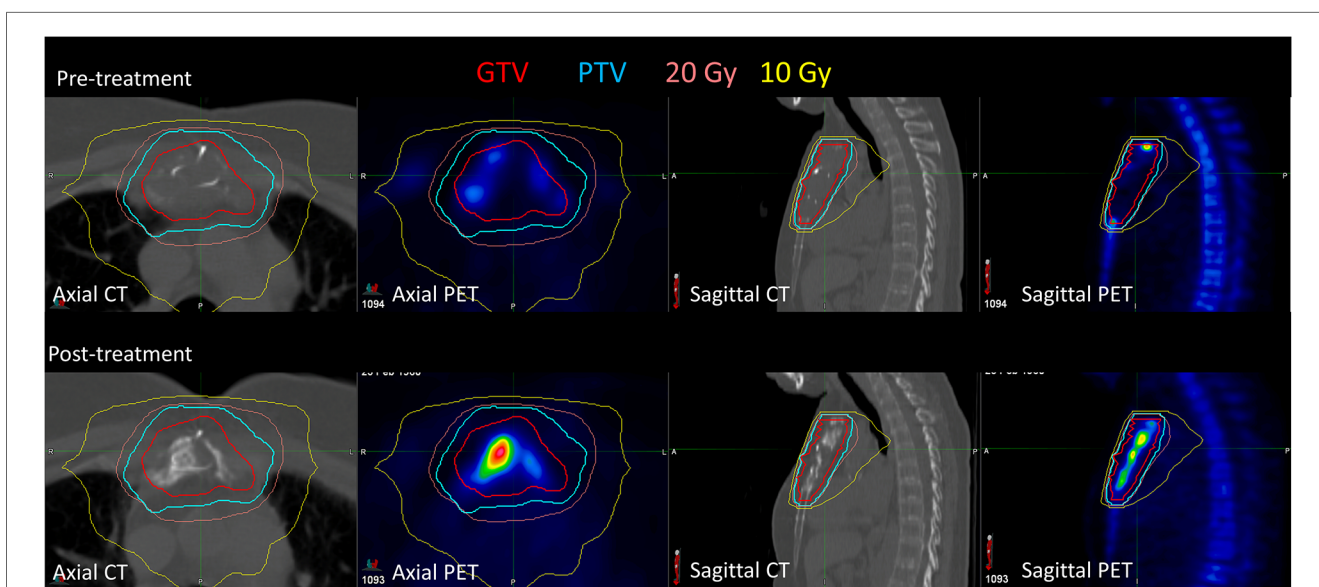 Pre-treatment
GTV PTV 20 Gy 10 Gy
R L R L A P A P
Axial CT Axial PET Sagittal CT Sagittal PET
P P I I
1094 1094 1094
Post-treatment
R L R L A P A P
Axial CT Axial PET Sagittal CT Sagittal PET
P P I I
1093 1093